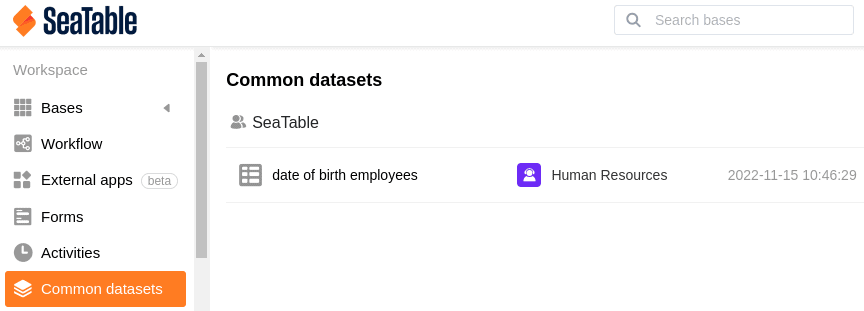 SeaTable
Search bases
Workspace
Bases
Workflow
External apps beta
Forms
Activities
Common datasets
Common datasets
SeaTable
date of birth employees Human Resources 2022-11-15 10:46:29